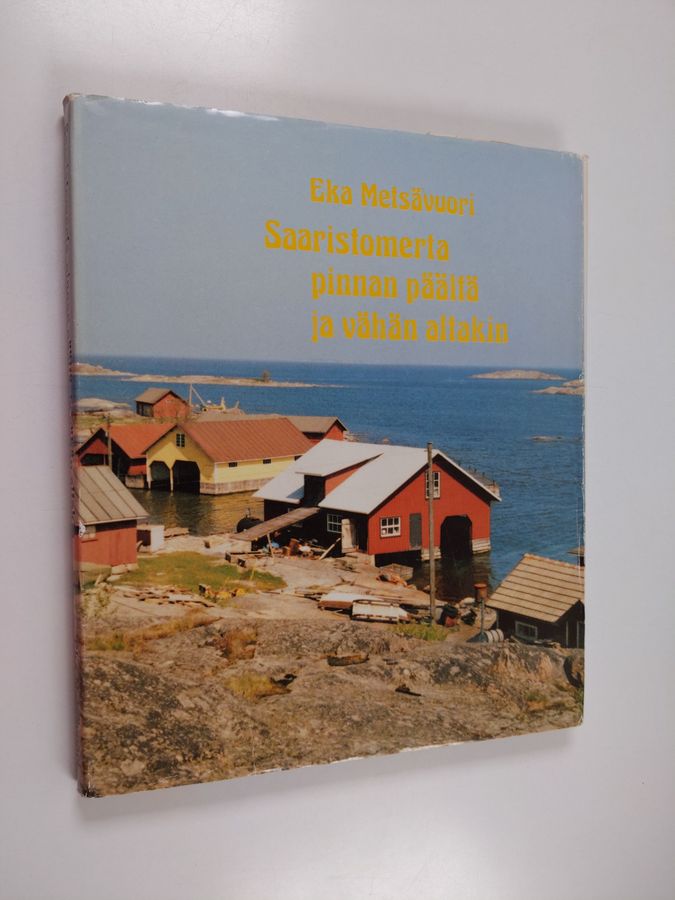 Eka Metsävuori
Saaristomerta
pinnan päältä
ja vähän altakin